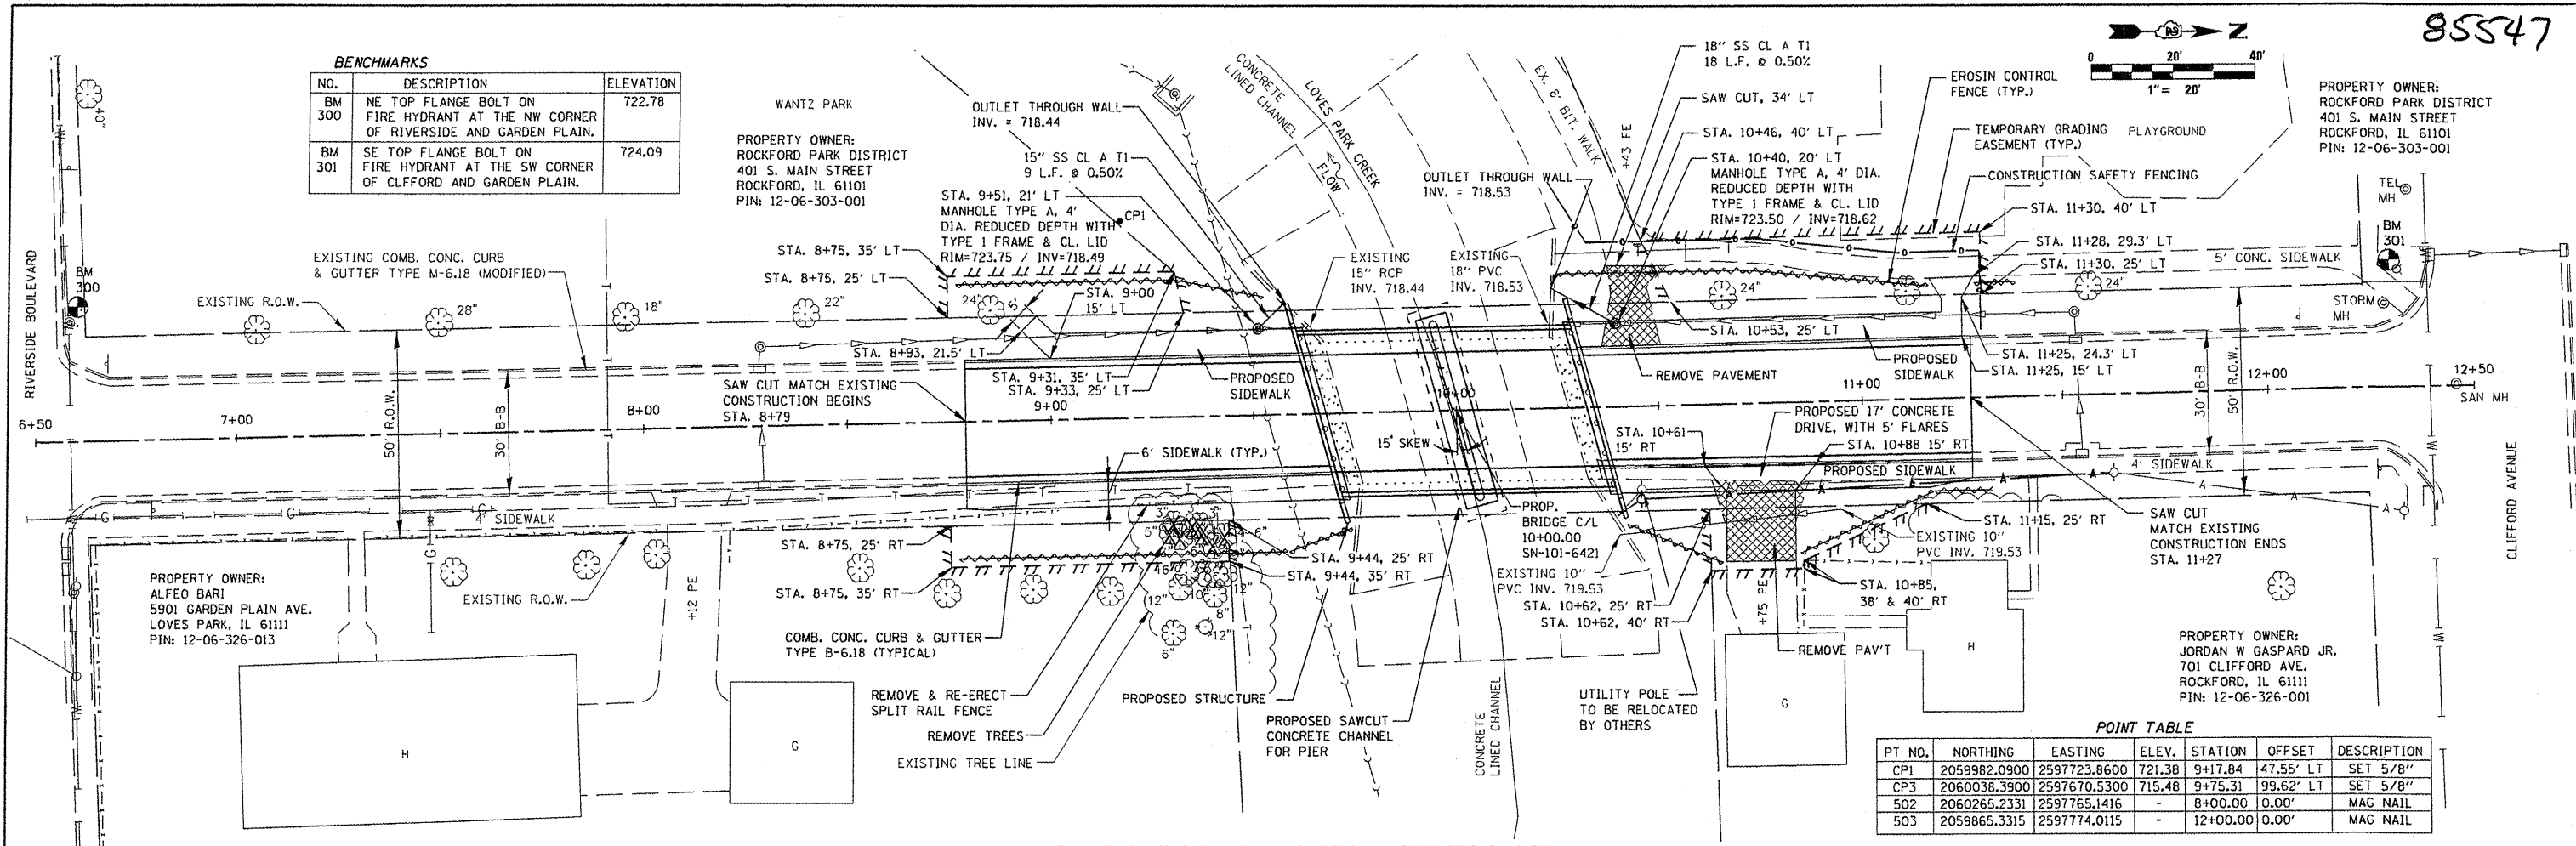 85547
BENCHMARKS
NO. DESCRIPTION ELEVATION
BM 300 NE TOP FLANGE BOLT ON 722.78
FIRE HYDRANT AT THE NW CORNER
OF RIVERSIDE AND GARDEN PLAIN.
BM 301 SE TOP FLANGE BOLT ON 724.09
FIRE HYDRANT AT THE SW CORNER
OF CLFFORD AND GARDEN PLAIN.
40"
WANTZ PARK
PROPERTY OWNER:
ROCKFORD PARK DISTRICT
401 S. MAIN STREET
ROCKFORD, IL 61101
PIN: 12-06-303-001
OUTLET THROUGH WALL
INV. = 718.44
15" SS CL A T1
9 L.F. @ 0.50%
STA. 9+51, 21' LT
MANHOLE TYPE A, 4'
DIA. REDUCED DEPTH WITH
TYPE 1 FRAME & CL. LID
RIM=723.75 / INV=718.49
CP1
CONCRETE
LINED CHANNEL
LOVES PARK CREEK
FLOW
EX. 8' BIT. WALK
OUTLET THROUGH WALL
INV. = 718.53
18" SS CL A T1
18 L.F. @ 0.50%
SAW CUT, 34' LT
+43 FE
STA. 10+46, 40' LT
STA. 10+40, 20' LT
MANHOLE TYPE A, 4' DIA.
REDUCED DEPTH WITH
TYPE 1 FRAME & CL. LID
RIM=723.50 / INV=718.62
N
0 20' 40'
1" = 20'
EROSIN CONTROL
FENCE (TYP.)
TEMPORARY GRADING
EASEMENT (TYP.)
PLAYGROUND
CONSTRUCTION SAFETY FENCING
PROPERTY OWNER:
ROCKFORD PARK DISTRICT
401 S. MAIN STREET
ROCKFORD, IL 61101
PIN: 12-06-303-001
TEL
MH
BM
301
STA. 11+30, 40' LT
STA. 11+28, 29.3' LT
STA. 11+30, 25' LT
5' CONC. SIDEWALK
STORM
MH
RIVERSIDE BOULEVARD
BM
300
EXISTING COMB. CONC. CURB
& GUTTER TYPE M-6.18 (MODIFIED)
EXISTING R.O.W.
28"
18"
22"
24"
5'
STA. 8+75, 35' LT
STA. 8+75, 25' LT
STA. 9+00
15' LT
STA. 8+93, 21.5' LT
STA. 9+31, 35' LT
STA. 9+33, 25' LT
EXISTING
15" RCP
INV. 718.44
EXISTING
18" PVC
INV. 718.53
24"
24"
STA. 10+53, 25' LT
STA. 11+25, 24.3' LT
STA. 11+25, 15' LT
PROPOSED
SIDEWALK
REMOVE PAVEMENT
PROPOSED
SIDEWALK
SAW CUT MATCH EXISTING
CONSTRUCTION BEGINS
STA. 8+79
6+50
7+00
8+00
9+00
10+00
11+00
12+00
12+50
SAN MH
50' R.O.W.
30' B-B
30' B-B
50' R.O.W.
15° SKEW
6' SIDEWALK (TYP.)
PROPOSED 17' CONCRETE
DRIVE, WITH 5' FLARES
STA. 10+61
15' RT
STA. 10+88 15' RT
PROPOSED SIDEWALK
4' SIDEWALK
4' SIDEWALK
CLIFFORD AVENUE
PROP.
BRIDGE C/L
10+00.00
SN-101-6421
STA. 8+75, 25' RT
STA. 8+75, 35' RT
STA. 9+44, 25' RT
STA. 9+44, 35' RT
3"
3"
5"
6"
16"
10"
12"
12"
8"
12"
6"
EXISTING 10"
PVC INV. 719.53
STA. 10+62, 25' RT
STA. 10+62, 40' RT
+75 PE
STA. 11+15, 25' RT
EXISTING 10"
PVC INV. 719.53
STA. 10+85,
38' & 40' RT
SAW CUT
MATCH EXISTING
CONSTRUCTION ENDS
STA. 11+27
PROPERTY OWNER:
ALFEO BARI
5901 GARDEN PLAIN AVE.
LOVES PARK, IL 61111
PIN: 12-06-326-013
EXISTING R.O.W.
+12 PE
COMB. CONC. CURB & GUTTER
TYPE B-6.18 (TYPICAL)
REMOVE & RE-ERECT
SPLIT RAIL FENCE
REMOVE TREES
EXISTING TREE LINE
PROPOSED STRUCTURE
PROPOSED SAWCUT
CONCRETE CHANNEL
FOR PIER
CONCRETE
LINED CHANNEL
UTILITY POLE
TO BE RELOCATED
BY OTHERS
REMOVE PAV'T
H
G
G
H
PROPERTY OWNER:
JORDAN W GASPARD JR.
701 CLIFFORD AVE.
ROCKFORD, IL 61111
PIN: 12-06-326-001
POINT TABLE
PT NO. NORTHING EASTING ELEV. STATION OFFSET DESCRIPTION
CP1 2059982.0900 2597723.8600 721.38 9+17.84 47.55' LT SET 5/8"
CP3 2060038.3900 2597670.5300 715.48 9+75.31 99.62' LT SET 5/8"
502 2060265.2331 2597765.1416 - 8+00.00 0.00' MAG NAIL
503 2059865.3315 2597774.0115 - 12+00.00 0.00' MAG NAIL